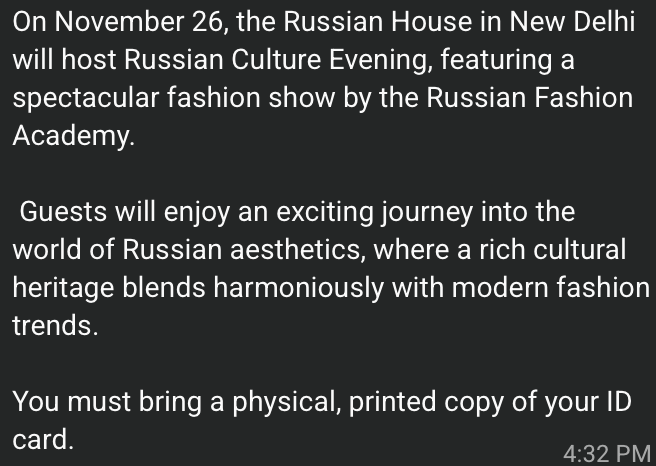 On November 26, the Russian House in New Delhi
will host Russian Culture Evening, featuring a
spectacular fashion show by the Russian Fashion
Academy.
Guests will enjoy an exciting journey into the
world of Russian aesthetics, where a rich cultural
heritage blends harmoniously with modern fashion
trends.
You must bring a physical, printed copy of your ID
card.
4:32 PM